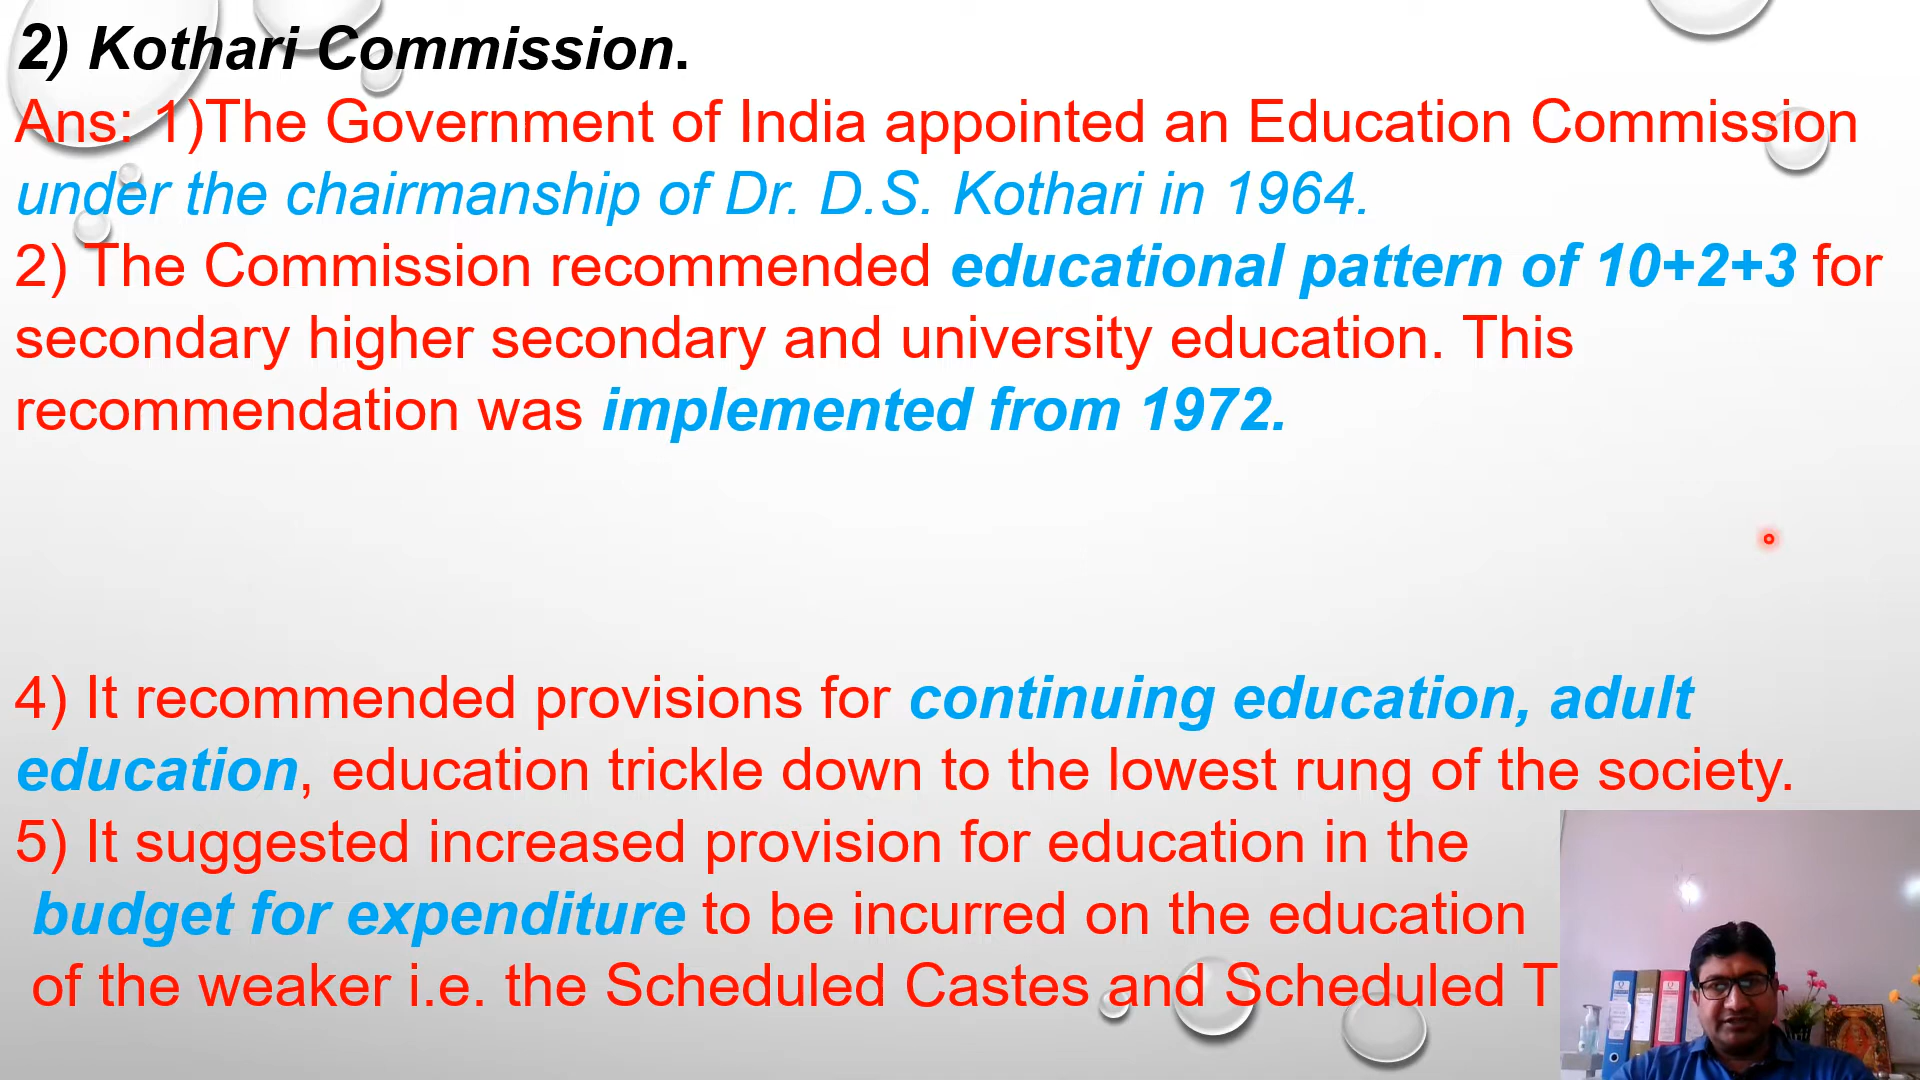 2) Kothari Commission.
Ans: 1)The Government of India appointed an Education Commission
under the chairmanship of Dr. D.S. Kothari in 1964.
2) The Commission recommended educational pattern of 10+2+3 for
secondary higher secondary and university education. This
recommendation was implemented from 1972.
4) It recommended provisions for continuing education, adult
education, education trickle down to the lowest rung of the society.
5) It suggested increased provision for education in the
budget for expenditure to be incurred on the education
of the weaker i.e. the Scheduled Castes and Scheduled T